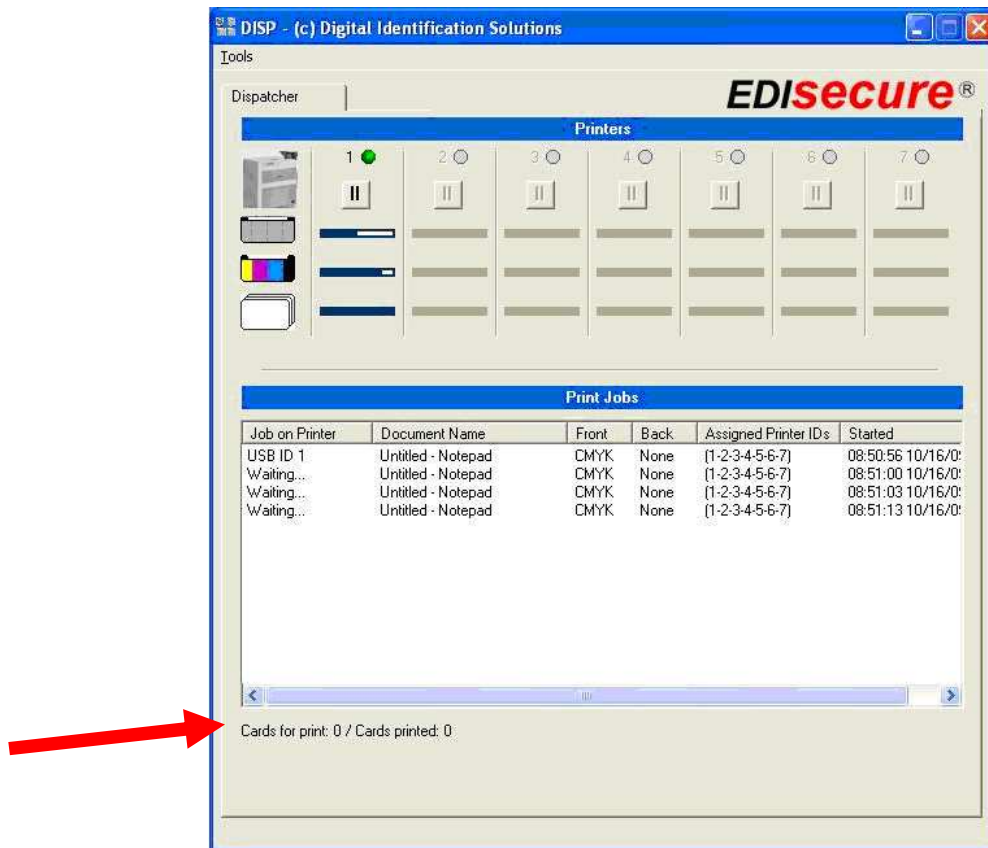 DISP - (c) Digital Identification Solutions
Tools
Dispatcher
EDIsecure®
Printers
1 2 3 4 5 6 7
Print Jobs
Job on Printer Document Name Front Back Assigned Printer IDs Started
USB ID 1 Untitled - Notepad CMYK None (1-2-3-4-5-6-7) 08:50:56 10/16/0
Waiting... Untitled - Notepad CMYK None (1-2-3-4-5-6-7) 08:51:00 10/16/0
Waiting... Untitled - Notepad CMYK None (1-2-3-4-5-6-7) 08:51:03 10/16/0
Waiting... Untitled - Notepad CMYK None (1-2-3-4-5-6-7) 08:51:13 10/16/0
Cards for print: 0 / Cards printed: 0